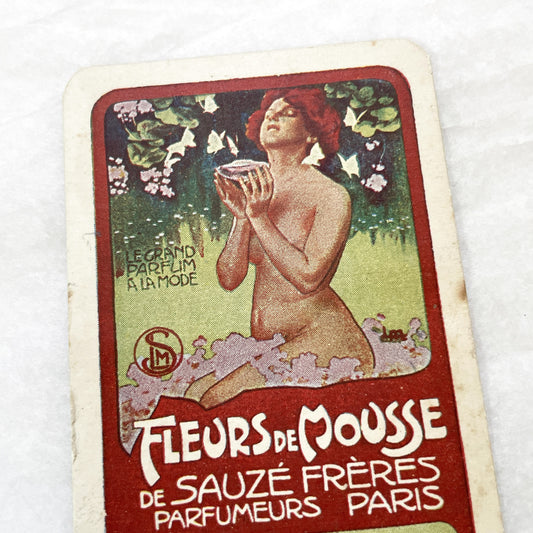 LE GRAND
PARFUM
A LA MODE
SM
FLEURS DE MOUSSE
DE SAUZÉ FRÈRES
PARFUMEURS PARIS